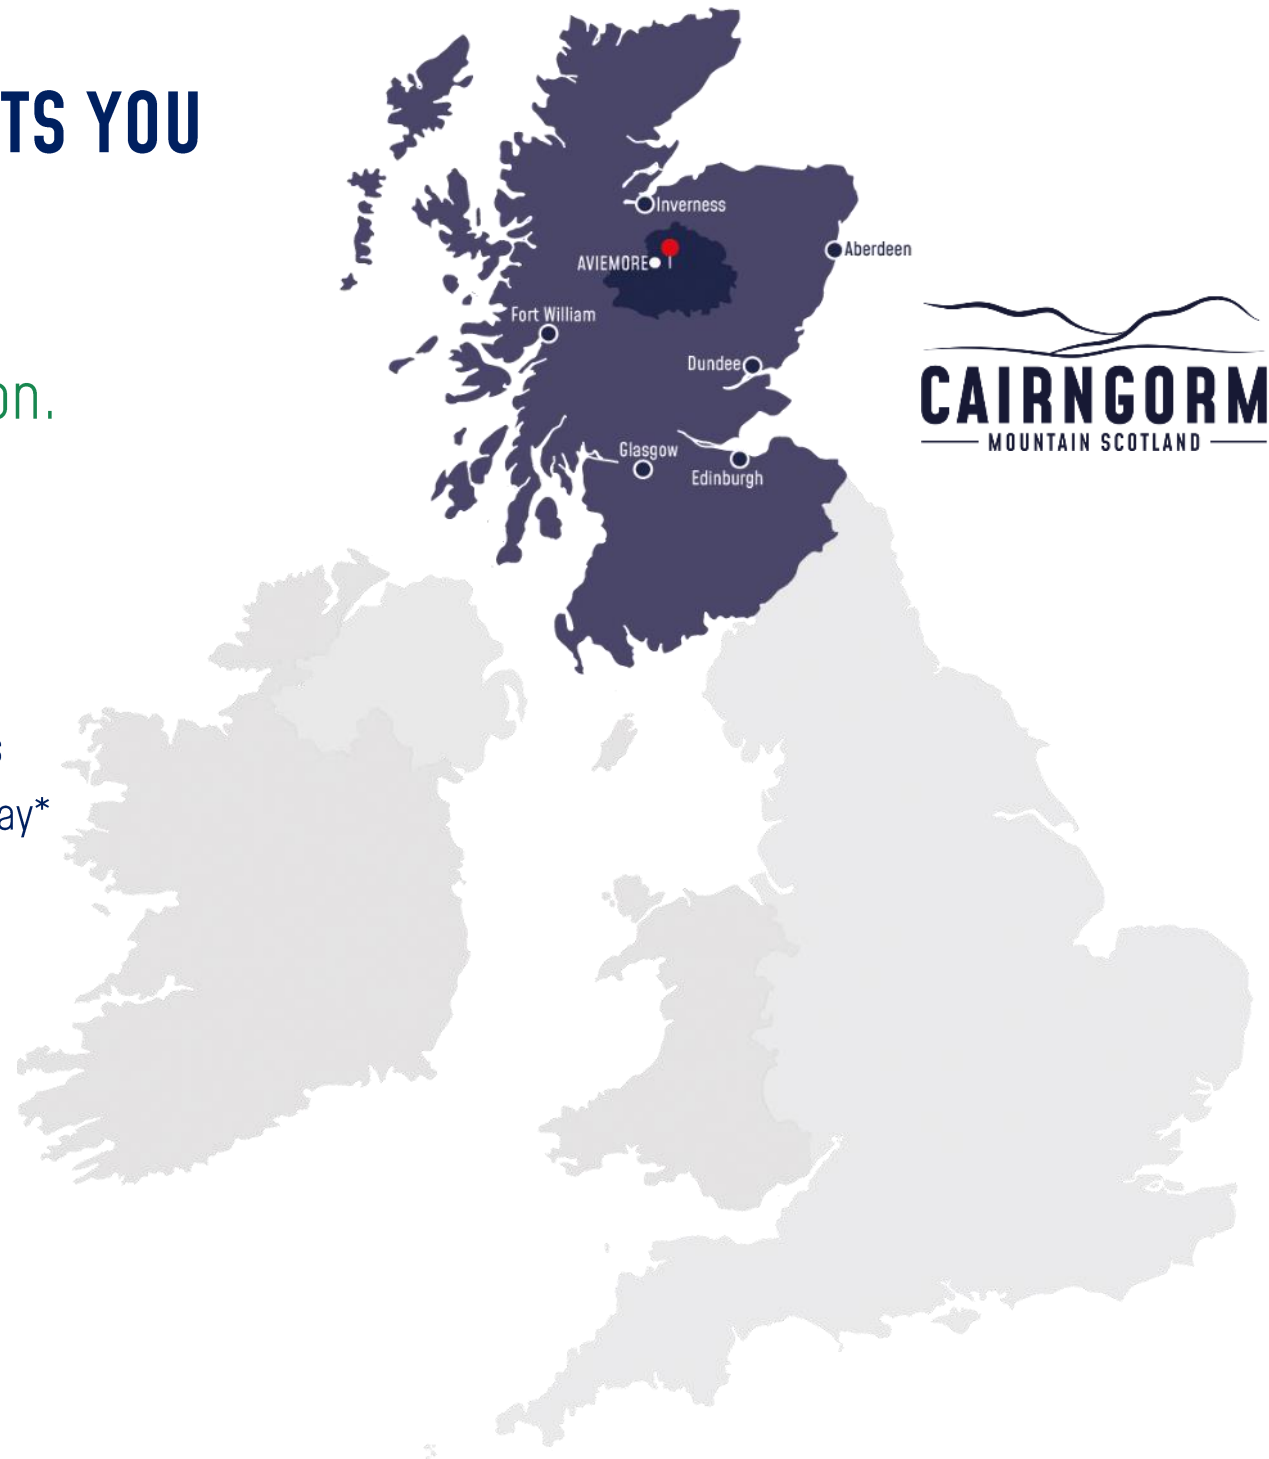 TS YOU
Inverness
Aberdeen
AVIEMORE
Fort William
Dundee
CAIRNGORM
MOUNTAIN SCOTLAND
on.
Glasgow
Edinburgh
s
ay*